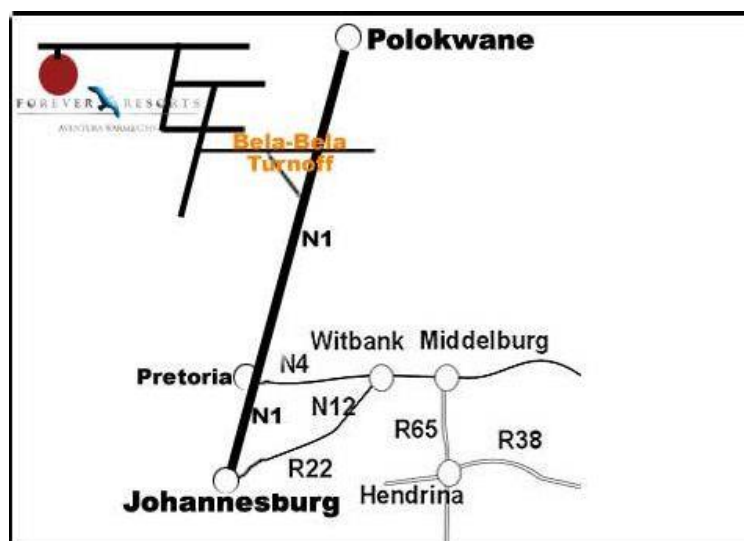 Polokwane
FOREVER RESORTS
Bela-Bela
Turnoff
N1
Witbank
Middelburg
Pretoria
N4
N1
N12
R65
R38
R22
Hendrina
Johannesburg